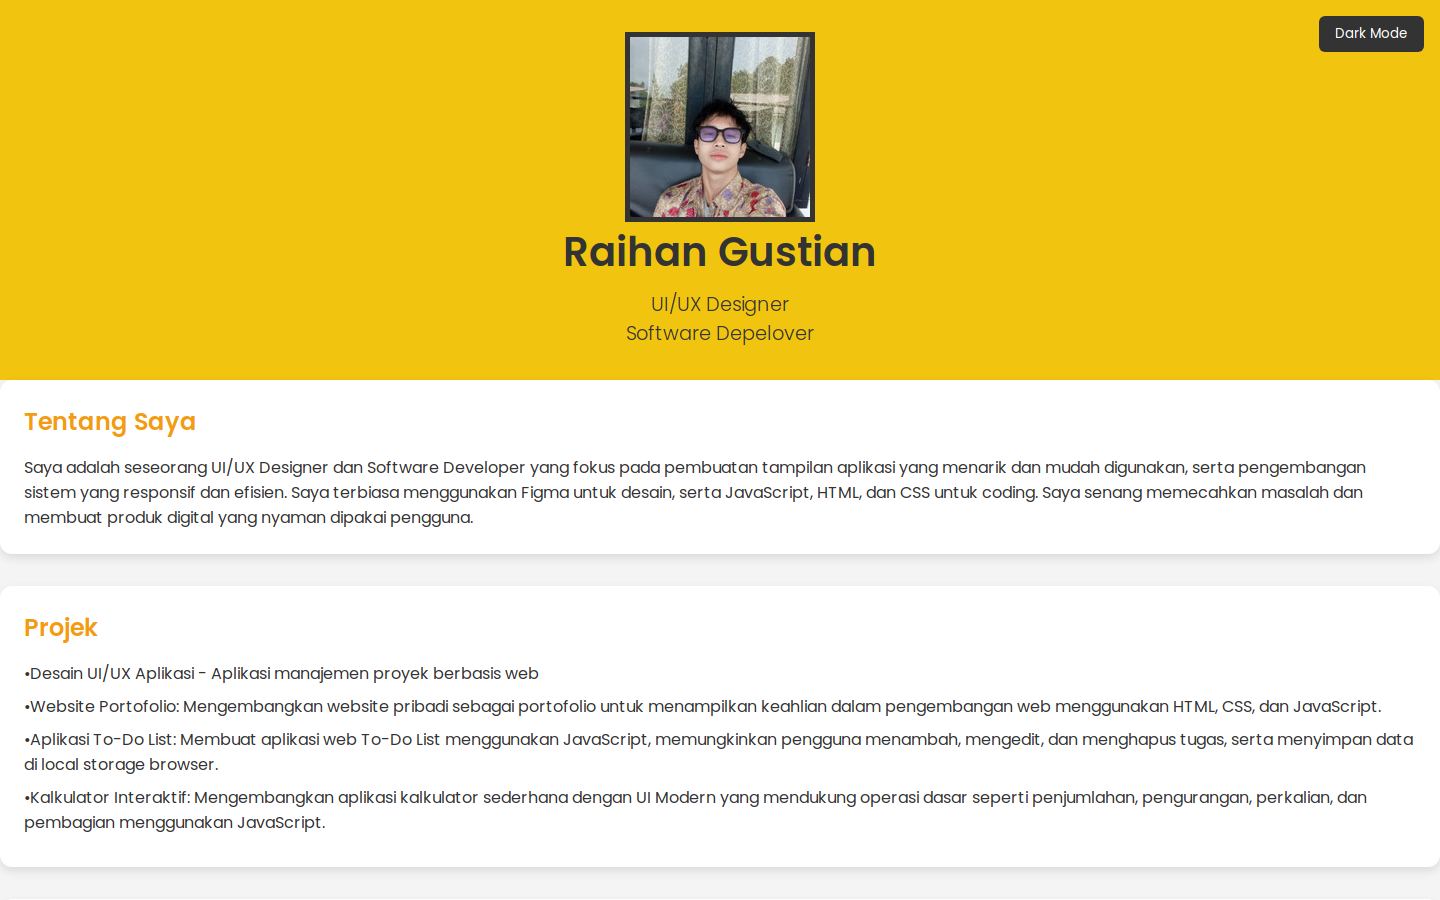 Dark Mode
Raihan Gustian
UI/UX Designer
Software Depelover
Tentang Saya
Saya adalah seseorang UI/UX Designer dan Software Developer yang fokus pada pembuatan tampilan aplikasi yang menarik dan mudah digunakan, serta pengembangan
sistem yang responsif dan efisien. Saya terbiasa menggunakan Figma untuk desain, serta JavaScript, HTML, dan CSS untuk coding. Saya senang memecahkan masalah dan
membuat produk digital yang nyaman dipakai pengguna.
Projek
•Desain UI/UX Aplikasi - Aplikasi manajemen proyek berbasis web
•Website Portofolio: Mengembangkan website pribadi sebagai portofolio untuk menampilkan keahlian dalam pengembangan web menggunakan HTML, CSS, dan JavaScript.
•Aplikasi To-Do List: Membuat aplikasi web To-Do List menggunakan JavaScript, memungkinkan pengguna menambah, mengedit, dan menghapus tugas, serta menyimpan data
di local storage browser.
•Kalkulator Interaktif: Mengembangkan aplikasi kalkulator sederhana dengan UI Modern yang mendukung operasi dasar seperti penjumlahan, pengurangan, perkalian, dan
pembagian menggunakan JavaScript.